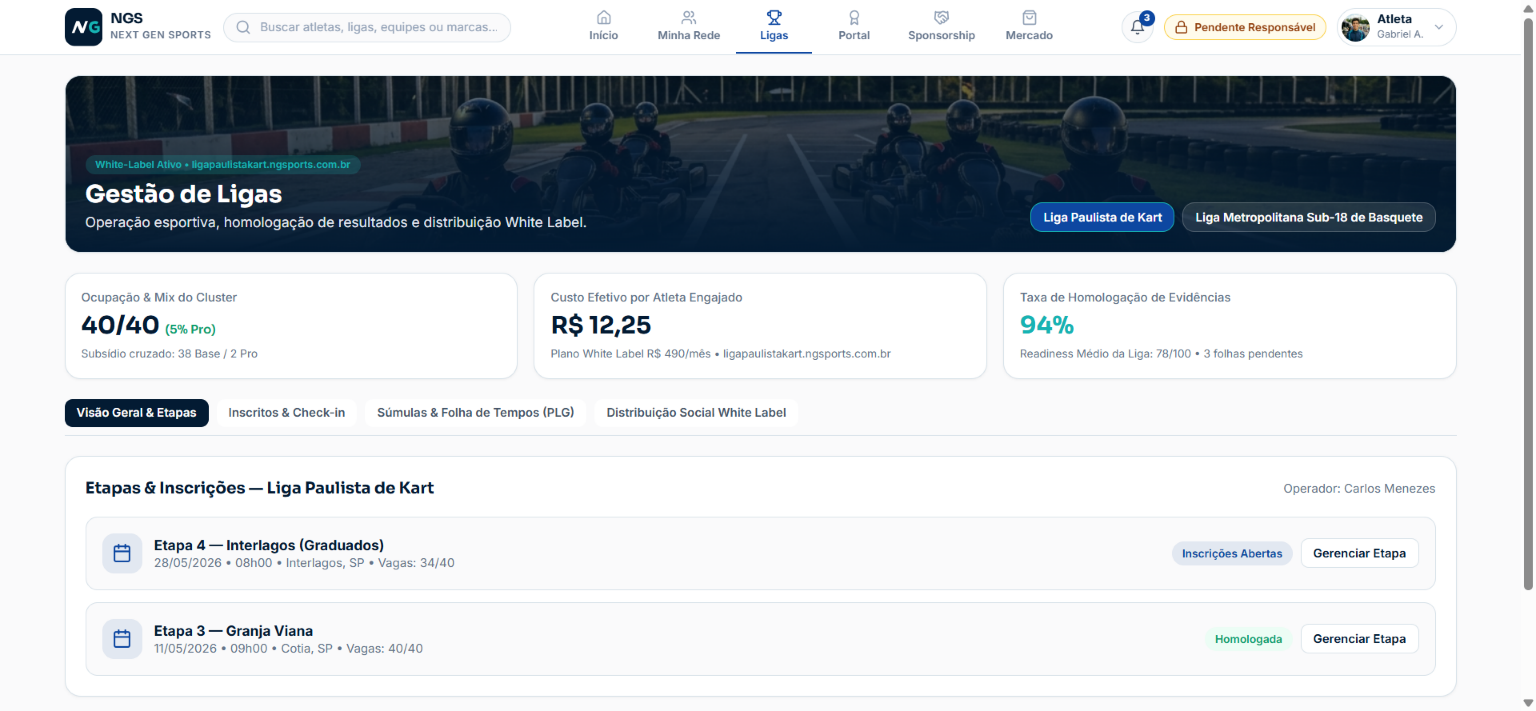 NGS
NEXT GEN SPORTS
Buscar atletas, ligas, equipes ou marcas...
Início
Minha Rede
Ligas
Portal
Sponsorship
Mercado
3
Pendente Responsável
Atleta
Gabriel A.
White-Label Ativo • ligapaulistakart.ngsports.com.br
Gestão de Ligas
Operação esportiva, homologação de resultados e distribuição White Label.
Liga Paulista de Kart
Liga Metropolitana Sub-18 de Basquete
Ocupação & Mix do Cluster
40/40 (5% Pro)
Subsídio cruzado: 38 Base / 2 Pro
Custo Efetivo por Atleta Engajado
R$ 12,25
Plano White Label R$ 490/mês • ligapaulistakart.ngsports.com.br
Taxa de Homologação de Evidências
94%
Readiness Médio da Liga: 78/100 • 3 folhas pendentes
Visão Geral & Etapas
Inscritos & Check-in
Súmulas & Folha de Tempos (PLG)
Distribuição Social White Label
Etapas & Inscrições — Liga Paulista de Kart
Operador: Carlos Menezes
Etapa 4 — Interlagos (Graduados)
28/05/2026 • 08h00 • Interlagos, SP • Vagas: 34/40
Inscrições Abertas
Gerenciar Etapa
Etapa 3 — Granja Viana
11/05/2026 • 09h00 • Cotia, SP • Vagas: 40/40
Homologada
Gerenciar Etapa